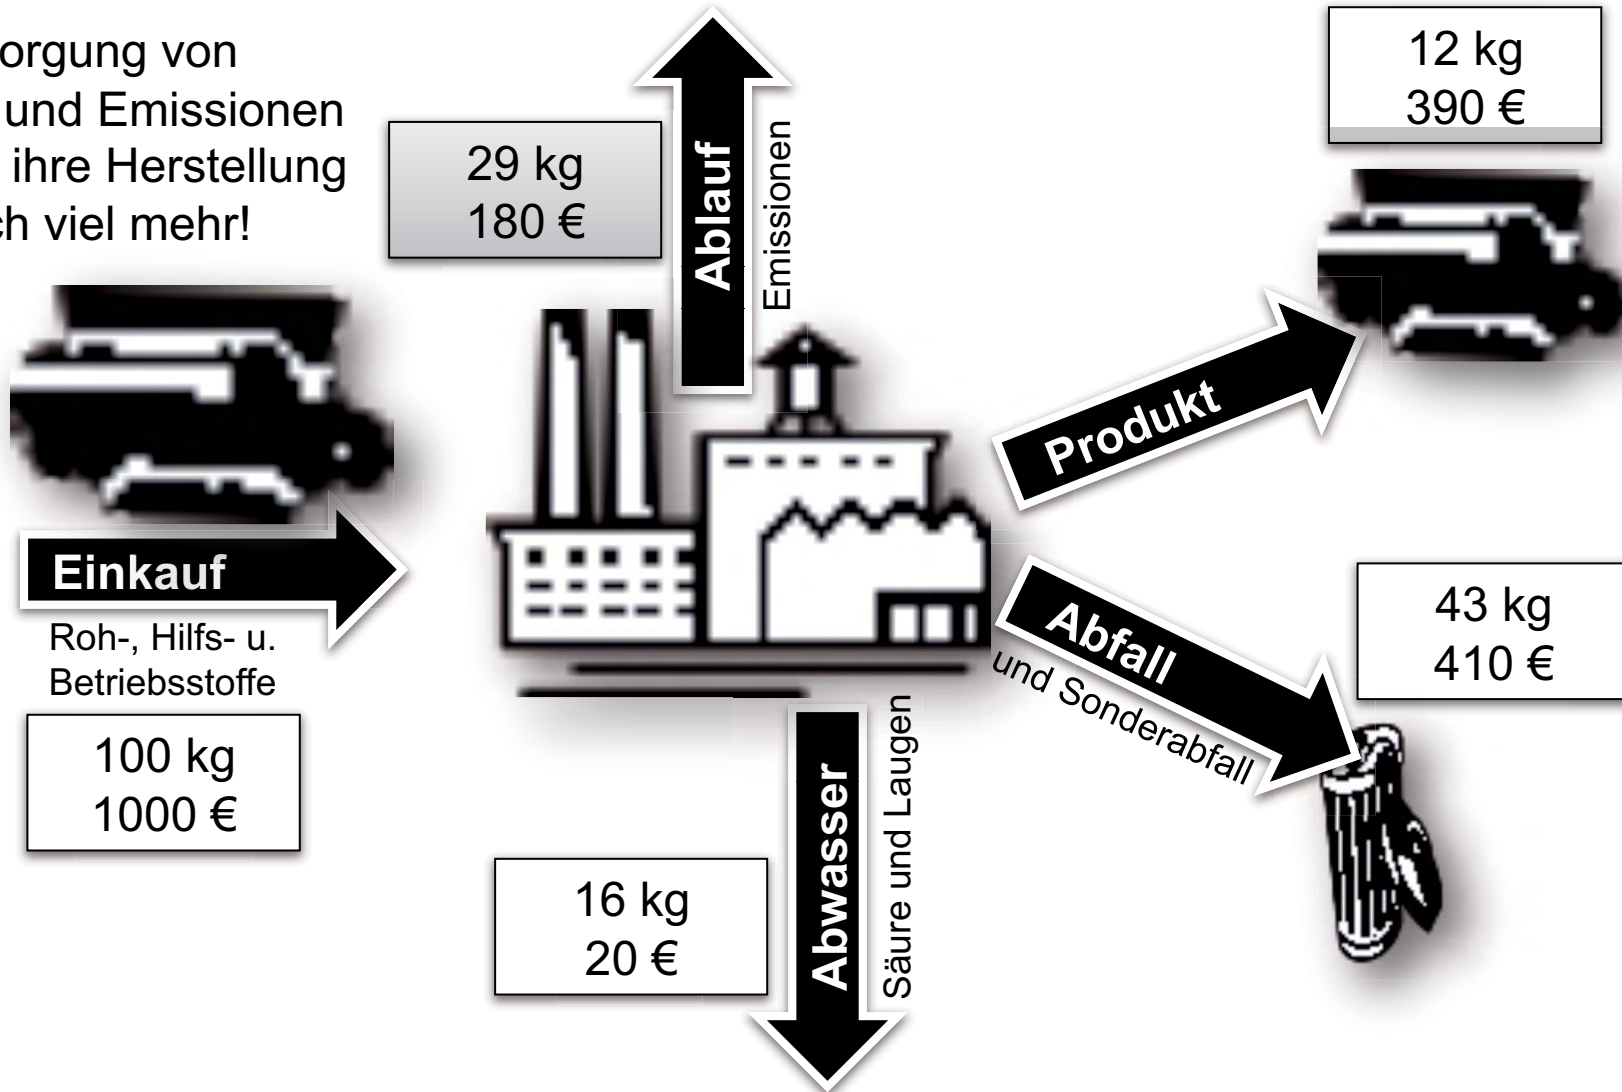 orgung von
und Emissionen
ihre Herstellung
ch viel mehr!
29 kg
180 €
Ablauf
Emissionen
12 kg
390 €
Produkt
Einkauf
Roh-, Hilfs- u.
Betriebsstoffe
100 kg
1000 €
Abfall
und Sonderabfall
43 kg
410 €
16 kg
20 €
Abwasser
Säure und Laugen